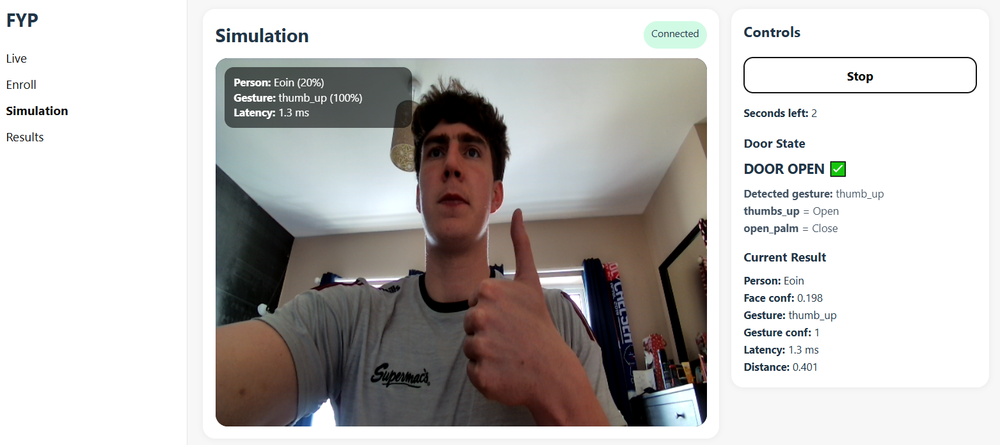 FYP
Live
Enroll
Simulation
Results
Simulation
Connected
Person: Eoin (20%)
Gesture: thumb_up (100%)
Latency: 1.3 ms
Supermac's
CHELSEA
Controls
Stop
Seconds left: 2
Door State
DOOR OPEN ✅
Detected gesture: thumb_up
thumbs_up = Open
open_palm = Close
Current Result
Person: Eoin
Face conf: 0.198
Gesture: thumb_up
Gesture conf: 1
Latency: 1.3 ms
Distance: 0.401